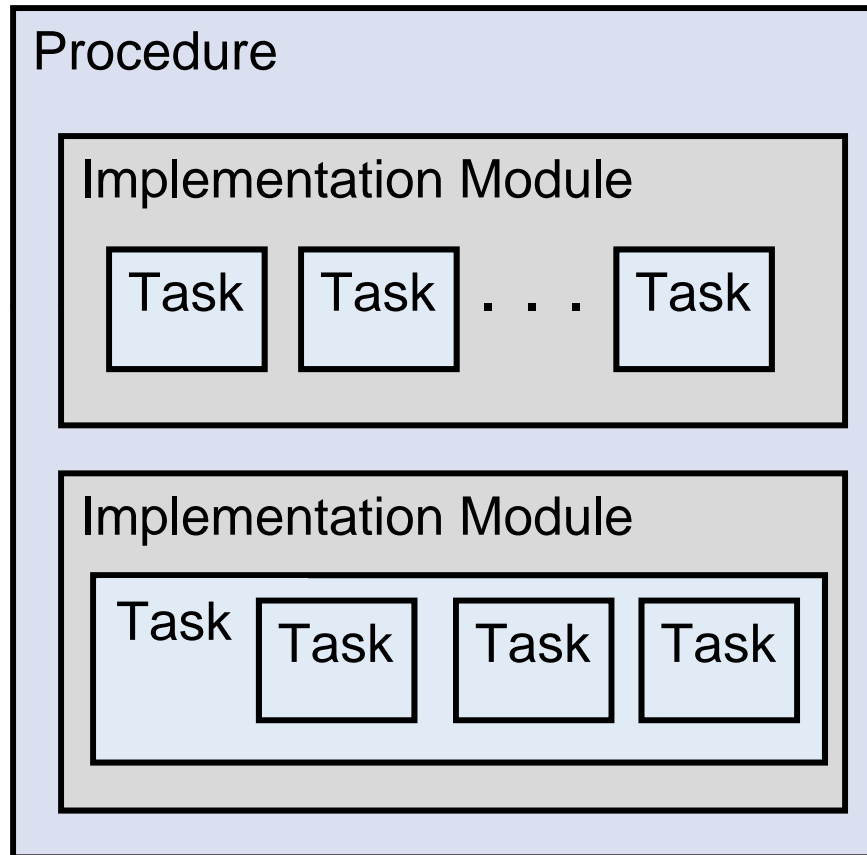 Procedure
Implementation Module
Task Task . . . Task
Implementation Module
Task Task Task Task